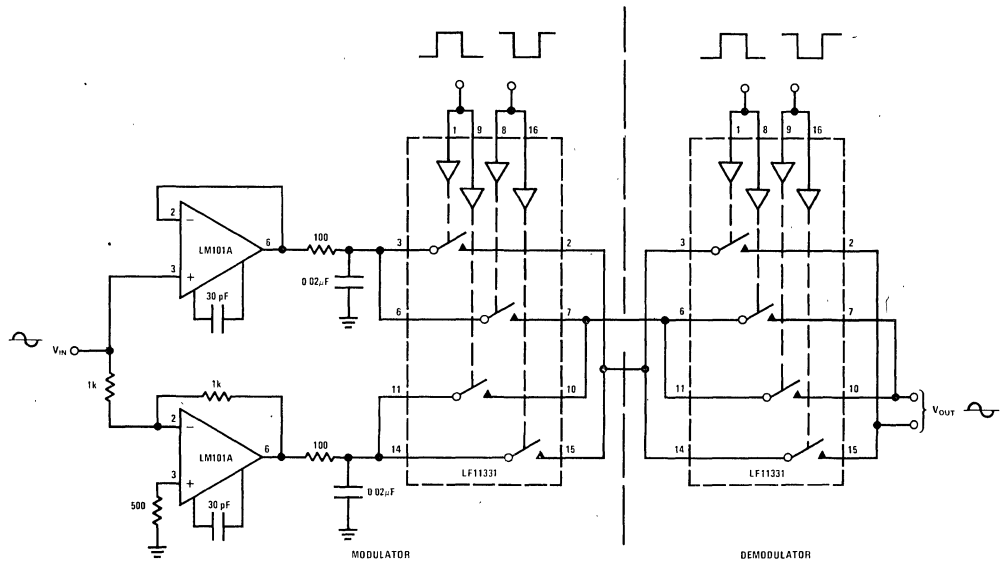 1 9 8 16
1 8 9 16
2
LM101A
6
3
30 pF
100
0 02µF
3
2
3
2
6
7
6
7
VIN
1k
1k
2
LM101A
6
3
500
30 pF
100
0 02µF
11
10
11
10
VOUT
14
15
14
15
LF11331
LF11331
MODULATOR
DEMODULATOR